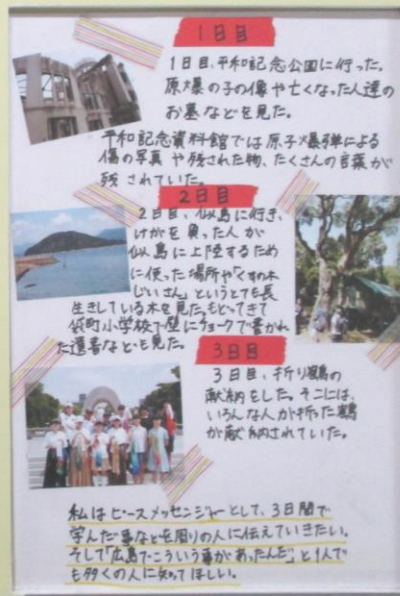 1日目
1日目、平和記念公園に行った。
原爆の子の像や亡くなった人達の
お墓などを見た。
平和記念資料館では原子爆弾による
傷の写真や残された物、たくさんの言葉が
残されていた。
2日目
2日目、似島に行き、
けがを負った人が
似島に上陸するため
に使った場所や「くすの木
じいさん」というとても長
生きしている木を見た。もどってきて
袋町小学校で壁にチョークで書かれ
た遺書なども見た。
3日目
3日目、折り鶴の
献納をした。そこには、
いろんな人が折った鶴
が献納されていた。
私はピースメッセンジャーとして、3日間で
学んだ事などを周りの人に伝えていきたい。
そして「広島でこういう事があったんだ」と1人で
も多くの人に知ってほしい。